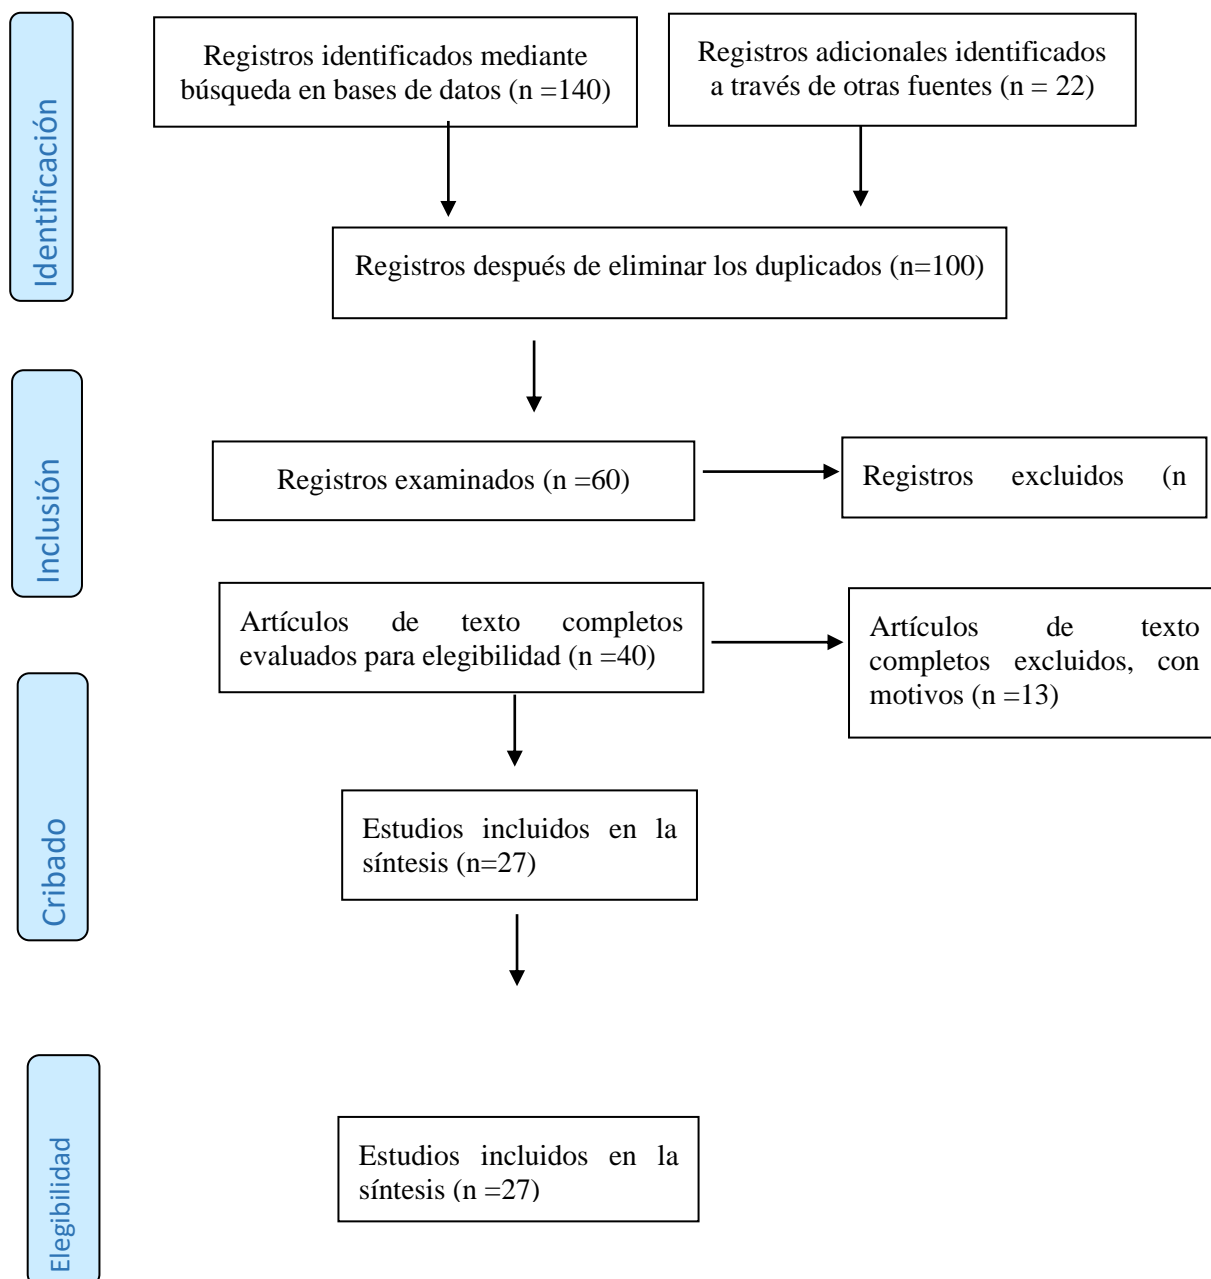 Identificación
Registros identificados mediante
búsqueda en bases de datos (n =140)
Registros adicionales identificados
a través de otras fuentes (n = 22)
Registros después de eliminar los duplicados (n=100)
Inclusión
Registros examinados (n =60)
Registros excluidos (n
Artículos de texto completos
evaluados para elegibilidad (n =40)
Artículos de texto
completos excluidos, con
motivos (n =13)
Cribado
Estudios incluidos en la
síntesis (n=27)
Elegibilidad
Estudios incluidos en la
síntesis (n =27)